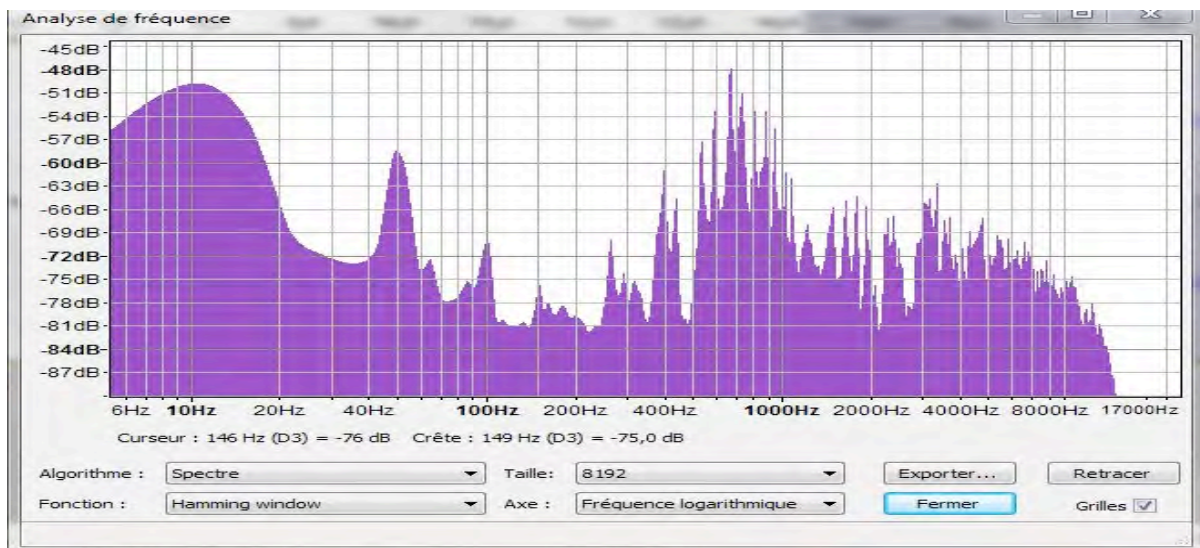 Analyse de fréquence
-45dB
-48dB
-51dB
-54dB
-57dB
-60dB
-63dB
-66dB
-69dB
-72dB
-75dB
-78dB
-81dB
-84dB
-87dB
6Hz 10Hz 20Hz 40Hz 100Hz 200Hz 400Hz 1000Hz 2000Hz 4000Hz 8000Hz 17000Hz
Curseur : 146 Hz (D3) = -76 dB Crête : 149 Hz (D3) = -75,0 dB
Algorithme : Spectre Taille: 8192 Exporter... Retracer
Fonction : Hamming window Axe : Fréquence logarithmique Fermer Grilles